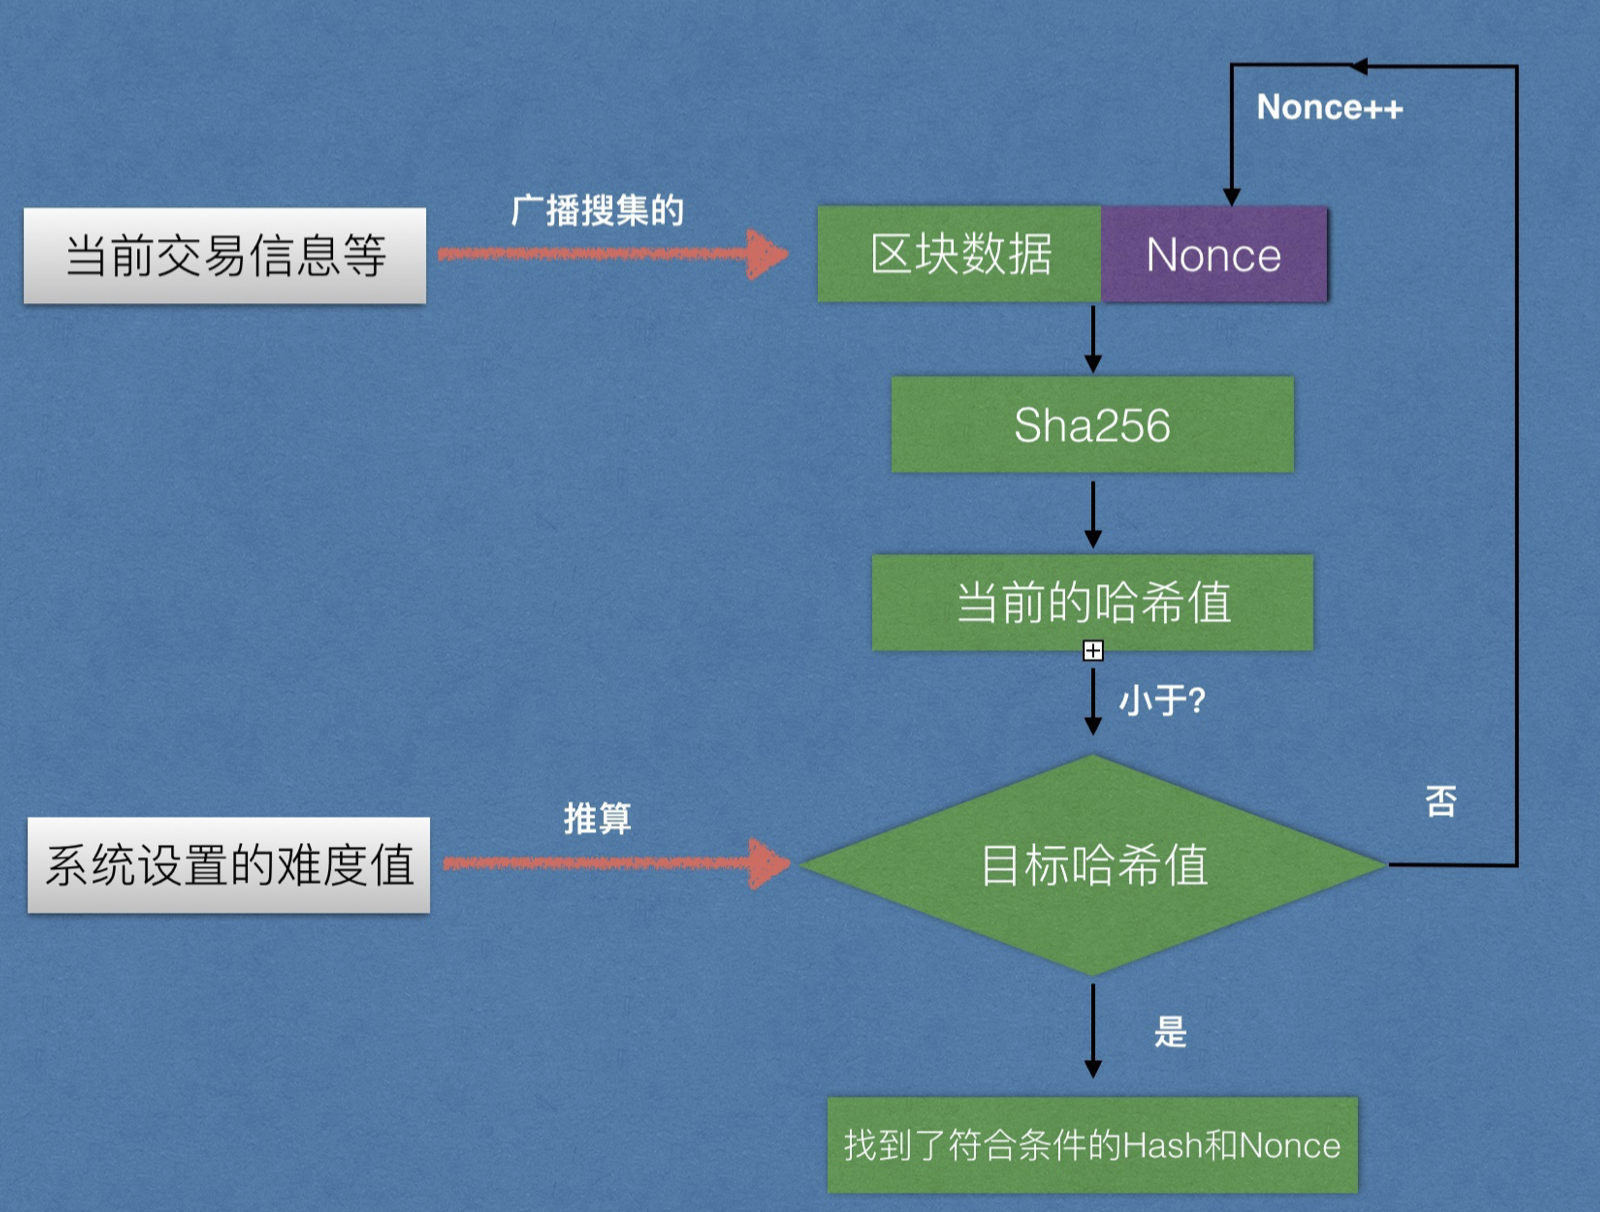 Nonce++
当前交易信息等
广播搜集的
区块数据
Nonce
Sha256
当前的哈希值
小于?
系统设置的难度值
推算
目标哈希值
否
是
找到了符合条件的Hash和Nonce